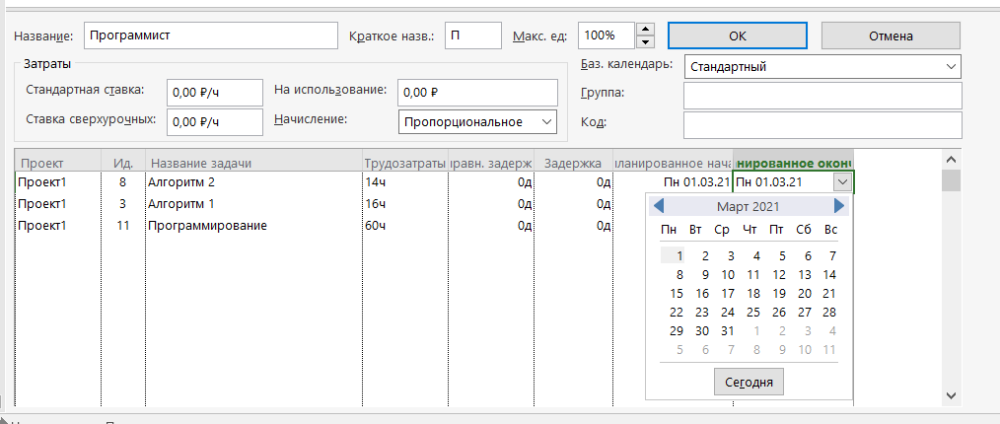 Название: Программист Краткое назв.: П Макс. ед: 100% ОК Отмена
Затраты Баз. календарь: Стандартный
Стандартная ставка: 0,00 ₽/ч На использование: 0,00 ₽ Группа:
Ставка сверхурочных: 0,00 ₽/ч Начисление: Пропорциональное Код:
Проект Ид. Название задачи Трудозатраты равн. задерж Задержка ланированное нача нированное оконч
Проект1 8 Алгоритм 2 14ч 0д 0д Пн 01.03.21 Пн 01.03.21
Проект1 3 Алгоритм 1 16ч 0д 0д
Проект1 11 Программирование 60ч 0д 0д
Март 2021
Пн Вт Ср Чт Пт Сб Вс
1 2 3 4 5 6 7
8 9 10 11 12 13 14
15 16 17 18 19 20 21
22 23 24 25 26 27 28
29 30 31 1 2 3 4
5 6 7 8 9 10 11
Сегодня